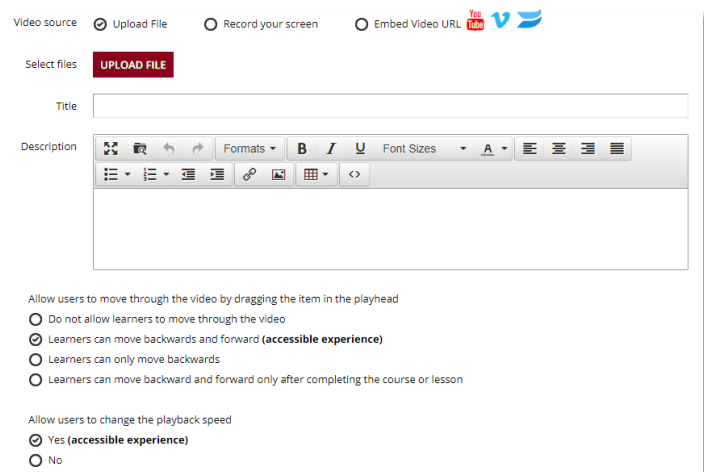 Video source Upload File Record your screen Embed Video URL You Tube
Select files UPLOAD FILE
Title
Description Formats B I U Font Sizes A
Allow users to move through the video by dragging the item in the playhead
Do not allow learners to move through the video
Learners can move backwards and forward (accessible experience)
Learners can only move backwards
Learners can move backward and forward only after completing the course or lesson
Allow users to change the playback speed
Yes (accessible experience)
No